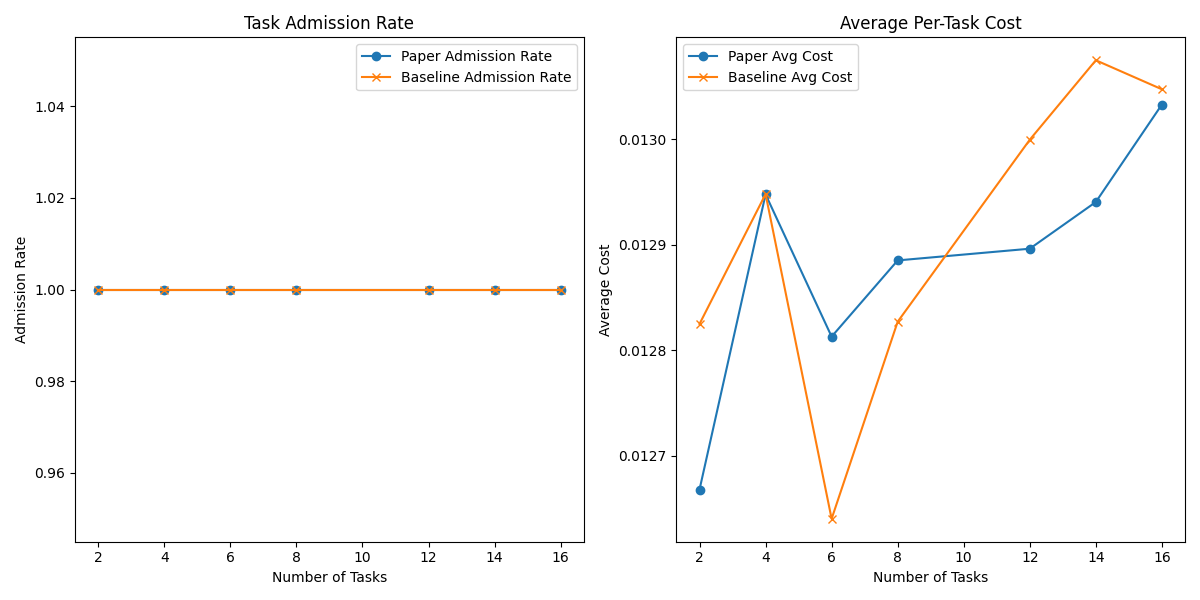 Task Admission Rate
Paper Admission Rate
Baseline Admission Rate
1.04
1.02
1.00
0.98
0.96
Admission Rate
2 4 6 8 10 12 14 16
Number of Tasks
Average Per-Task Cost
Paper Avg Cost
Baseline Avg Cost
0.0130
0.0129
0.0128
0.0127
Average Cost
2 4 6 8 10 12 14 16
Number of Tasks